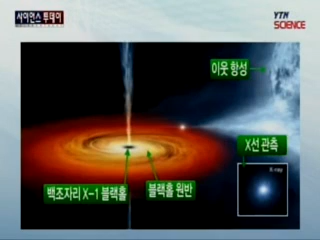 사이언스 투데이
YTN
SCIENCE
이웃 항성
X선 관측
X-ray
백조자리 X-1 블랙홀
블랙홀 원반